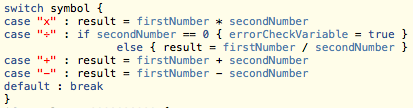 switch symbol {
case "x" : result = firstNumber * secondNumber
case "÷" : if secondNumber == 0 { errorCheckVariable = true }
else { result = firstNumber / secondNumber }
case "+" : result = firstNumber + secondNumber
case "−" : result = firstNumber - secondNumber
default : break
}